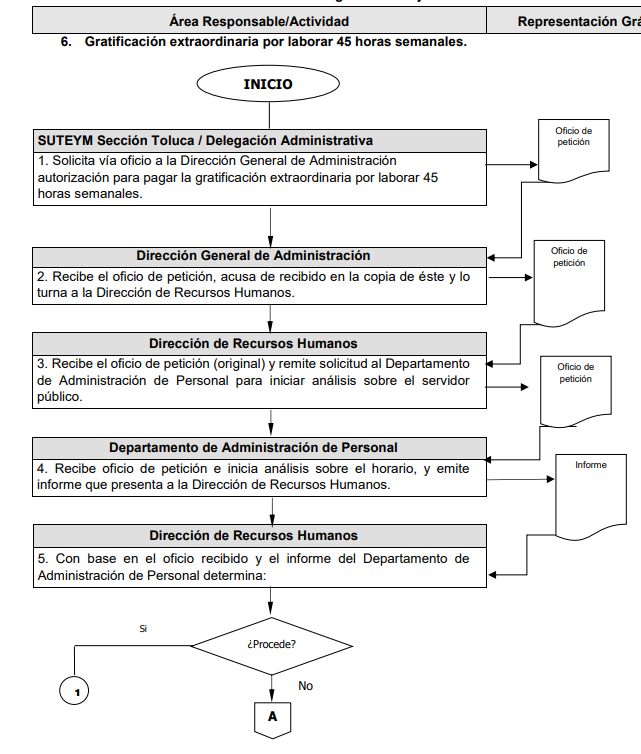 Área Responsable/Actividad
Representación Grá
6. Gratificación extraordinaria por laborar 45 horas semanales.
INICIO
SUTEYM Sección Toluca / Delegación Administrativa
1. Solicita vía oficio a la Dirección General de Administración
autorización para pagar la gratificación extraordinaria por laborar 45
horas semanales.
Oficio de
petición
Dirección General de Administración
2. Recibe el oficio de petición, acusa de recibido en la copia de éste y lo
turna a la Dirección de Recursos Humanos.
Oficio de
petición
Dirección de Recursos Humanos
3. Recibe el oficio de petición (original) y remite solicitud al Departamento
de Administración de Personal para iniciar análisis sobre el servidor
público.
Oficio de
petición
Departamento de Administración de Personal
4. Recibe oficio de petición e inicia análisis sobre el horario, y emite
informe que presenta a la Dirección de Recursos Humanos.
Informe
Dirección de Recursos Humanos
5. Con base en el oficio recibido y el informe del Departamento de
Administración de Personal determina:
Si
¿Procede?
1
No
A